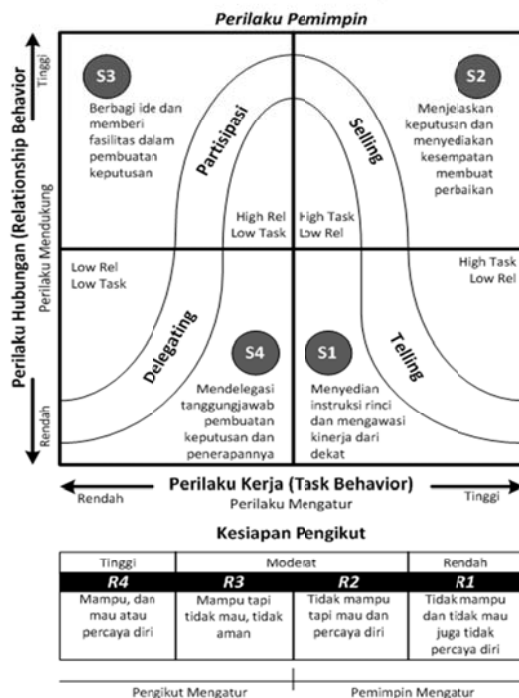 Perilaku Pemimpin
Tinggi
Perilaku Hubungan (Relationship Behavior)
Perilaku Mendukung
Rendah
S3
Berbagi ide dan
memberi
fasilitas dalam
pembuatan
keputusan
Partisipasi
High Rel
Low Task
S2
Menjelaskan
keputusan dan
menyediakan
kesempatan
membuat
perbaikan
Selling
High Task
Low Rel
Low Rel
Low Task
Delegating
S4
Mendelegasi
tanggungjawab
pembuatan
keputusan dan
penerapannya
High Task
Low Rel
S1
Telling
Menyedian
instruksi rinci
dan mengawasi
kinerja dari
dekat
Rendah
Perilaku Kerja (Task Behavior)
Perilaku Mengatur
Tinggi
Kesiapan Pengikut
Tinggi Moderat Rendah
R4 R3 R2 R1
Mampu, dan
mau atau
percaya diri
Mampu tapi
tidak mau, tidak
aman
Tidak mampu
tapi mau dan
percaya diri
Tidak mampu
dan tidak mau
juga tidak
percaya diri
Pengikut Mengatur Pemimpin Mengatur